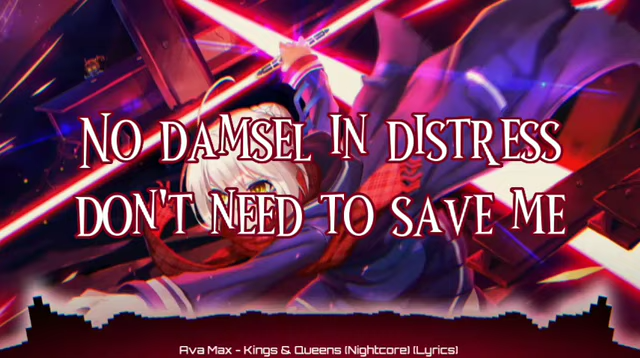 NO DAMSEL IN DISTRESS
DON'T NEED TO SAVE ME
Ava Max - Kings & Queens (Nightcore) (Lyrics)